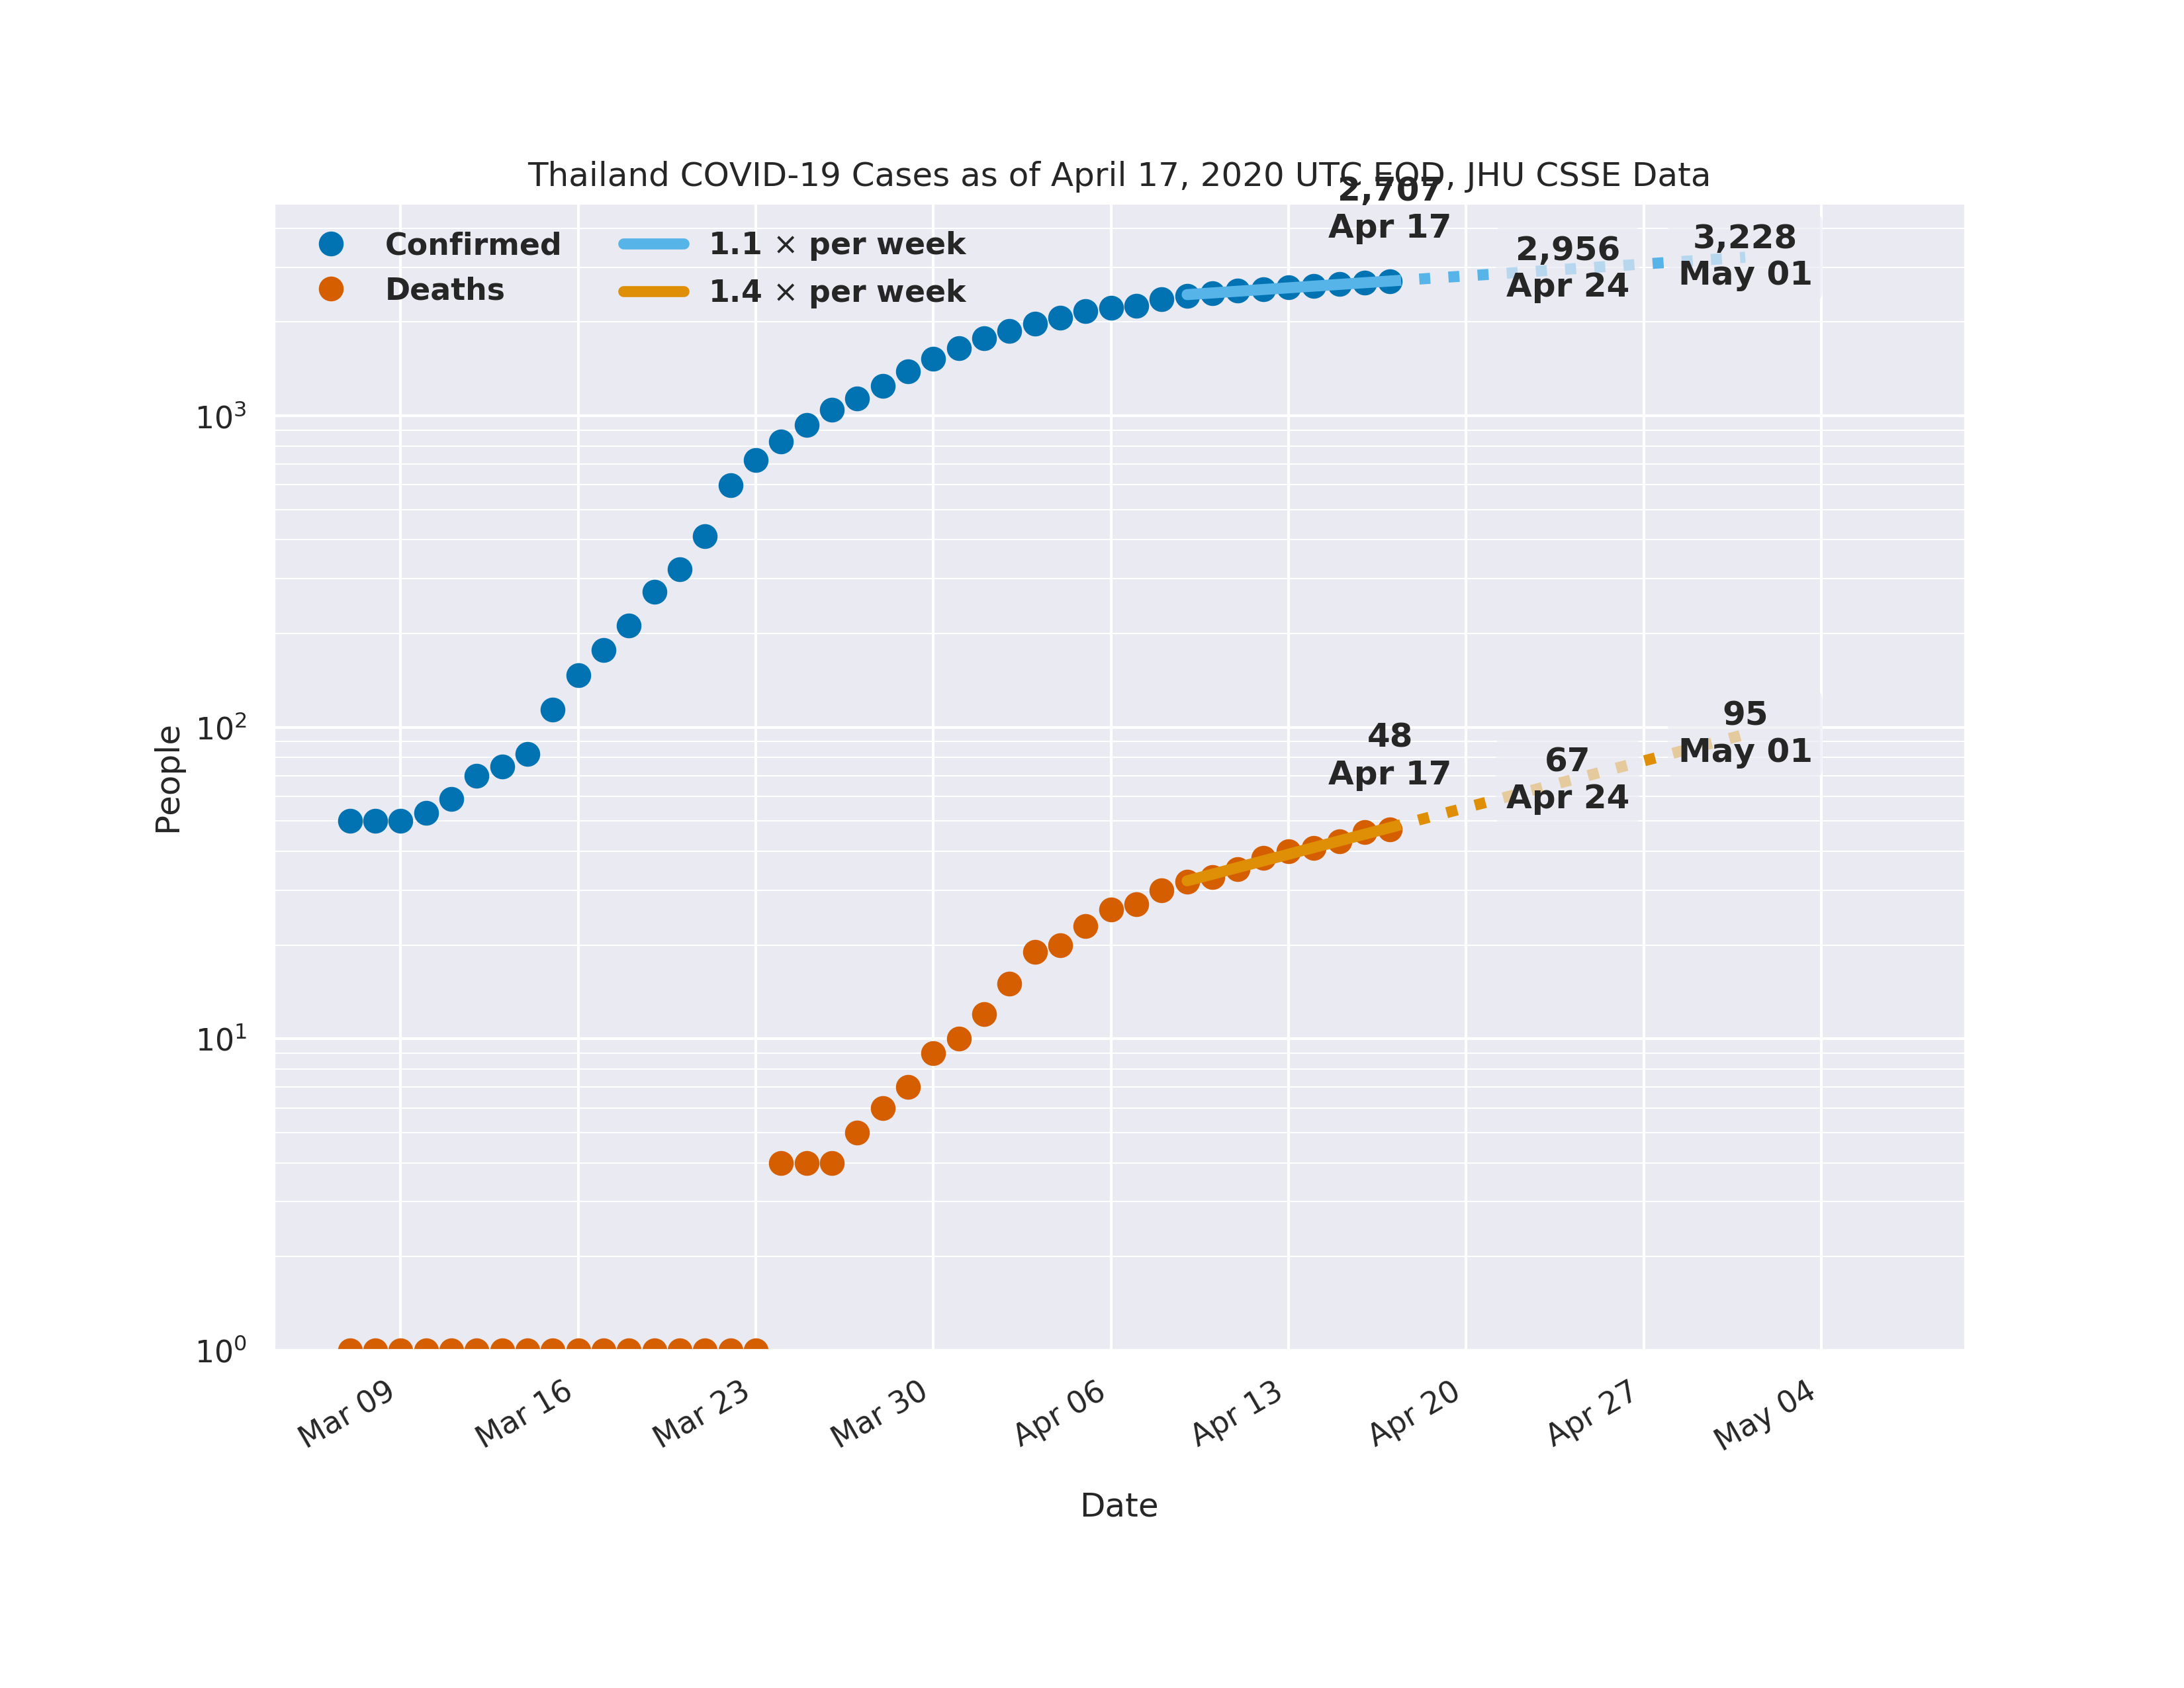 Thailand COVID-19 Cases as of April 17, 2020 UTC EOD, JHU CSSE Data
Confirmed
Deaths
1.1 × per week
1.4 × per week
2,707
Apr 17
2,956
Apr 24
3,228
May 01
48
Apr 17
67
Apr 24
95
May 01
People
10³
10²
10¹
10⁰
Mar 09
Mar 16
Mar 23
Mar 30
Apr 06
Apr 13
Apr 20
Apr 27
May 04
Date